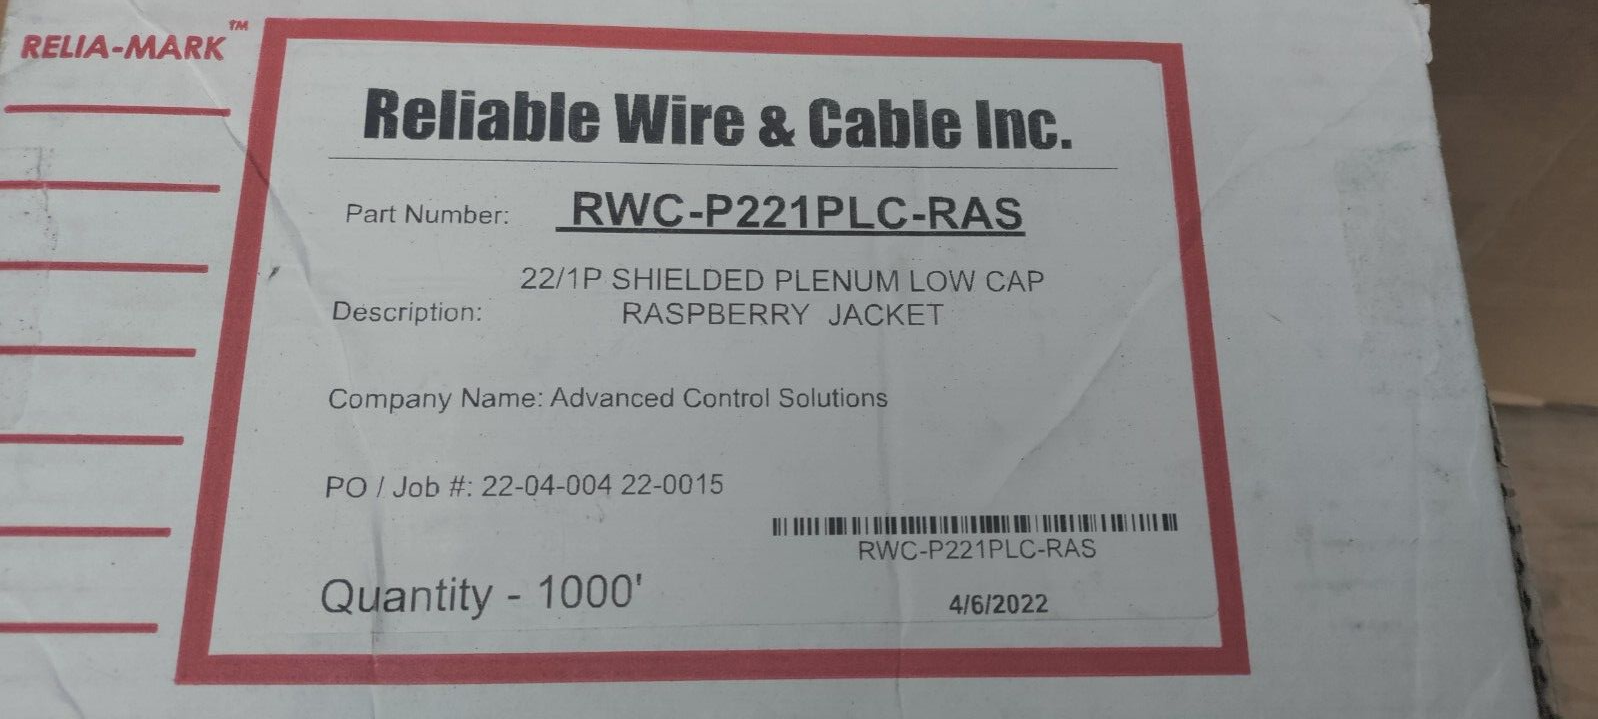 RELIA-MARK™
Reliable Wire & Cable Inc.
Part Number: RWC-P221PLC-RAS
22/1P SHIELDED PLENUM LOW CAP
Description: RASPBERRY JACKET
Company Name: Advanced Control Solutions
PO / Job #: 22-04-004 22-0015
RWC-P221PLC-RAS
Quantity - 1000'
4/6/2022